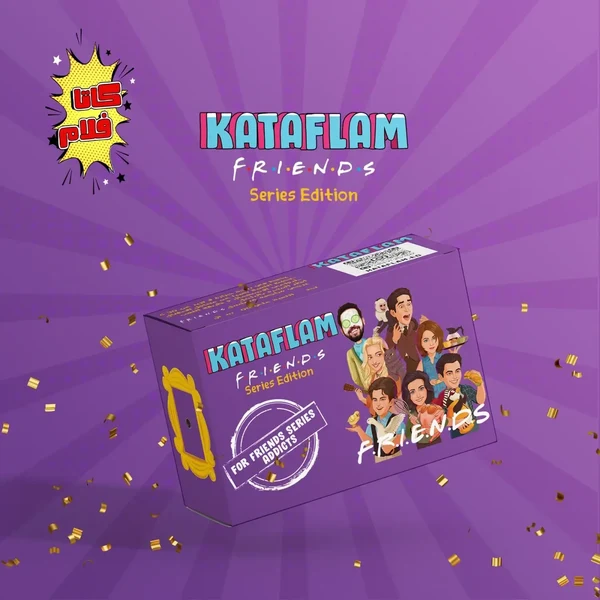 كاتا
فلام
KATAFLAM
F·R·I·E·N·D·S
Series Edition
KATAFLAM
F·R·I·E·N·D·S
Series Edition
FOR FRIENDS SERIES
ADDICTS
F·R·I·E·N·D·S